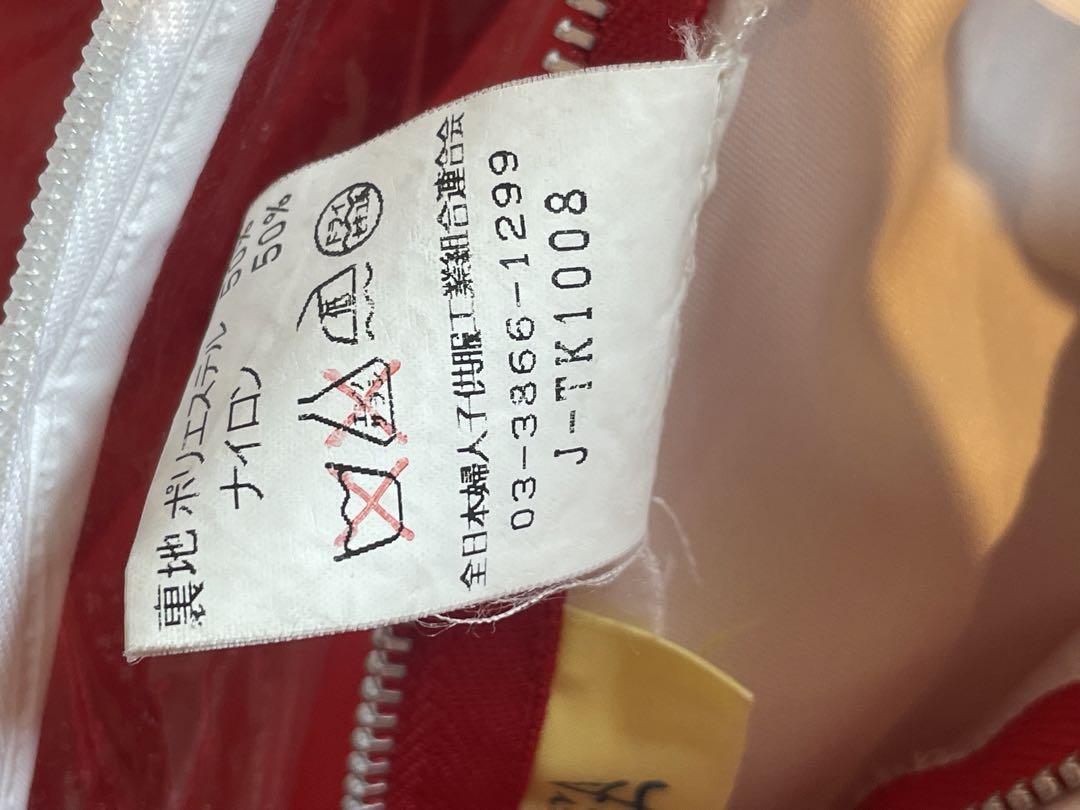 裏地 ポリエステル 50%
ナイロン 50%
全日本婦人子供服工業組合連合会
03-3866-1299
J-TK1008